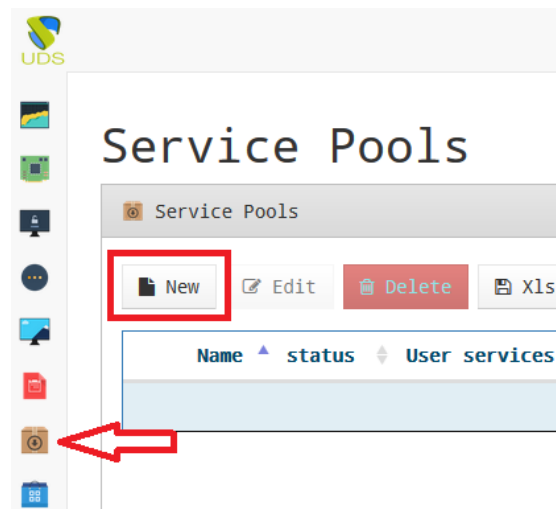 UDS
Service Pools
Service Pools
New Edit Delete Xls
Name status User services